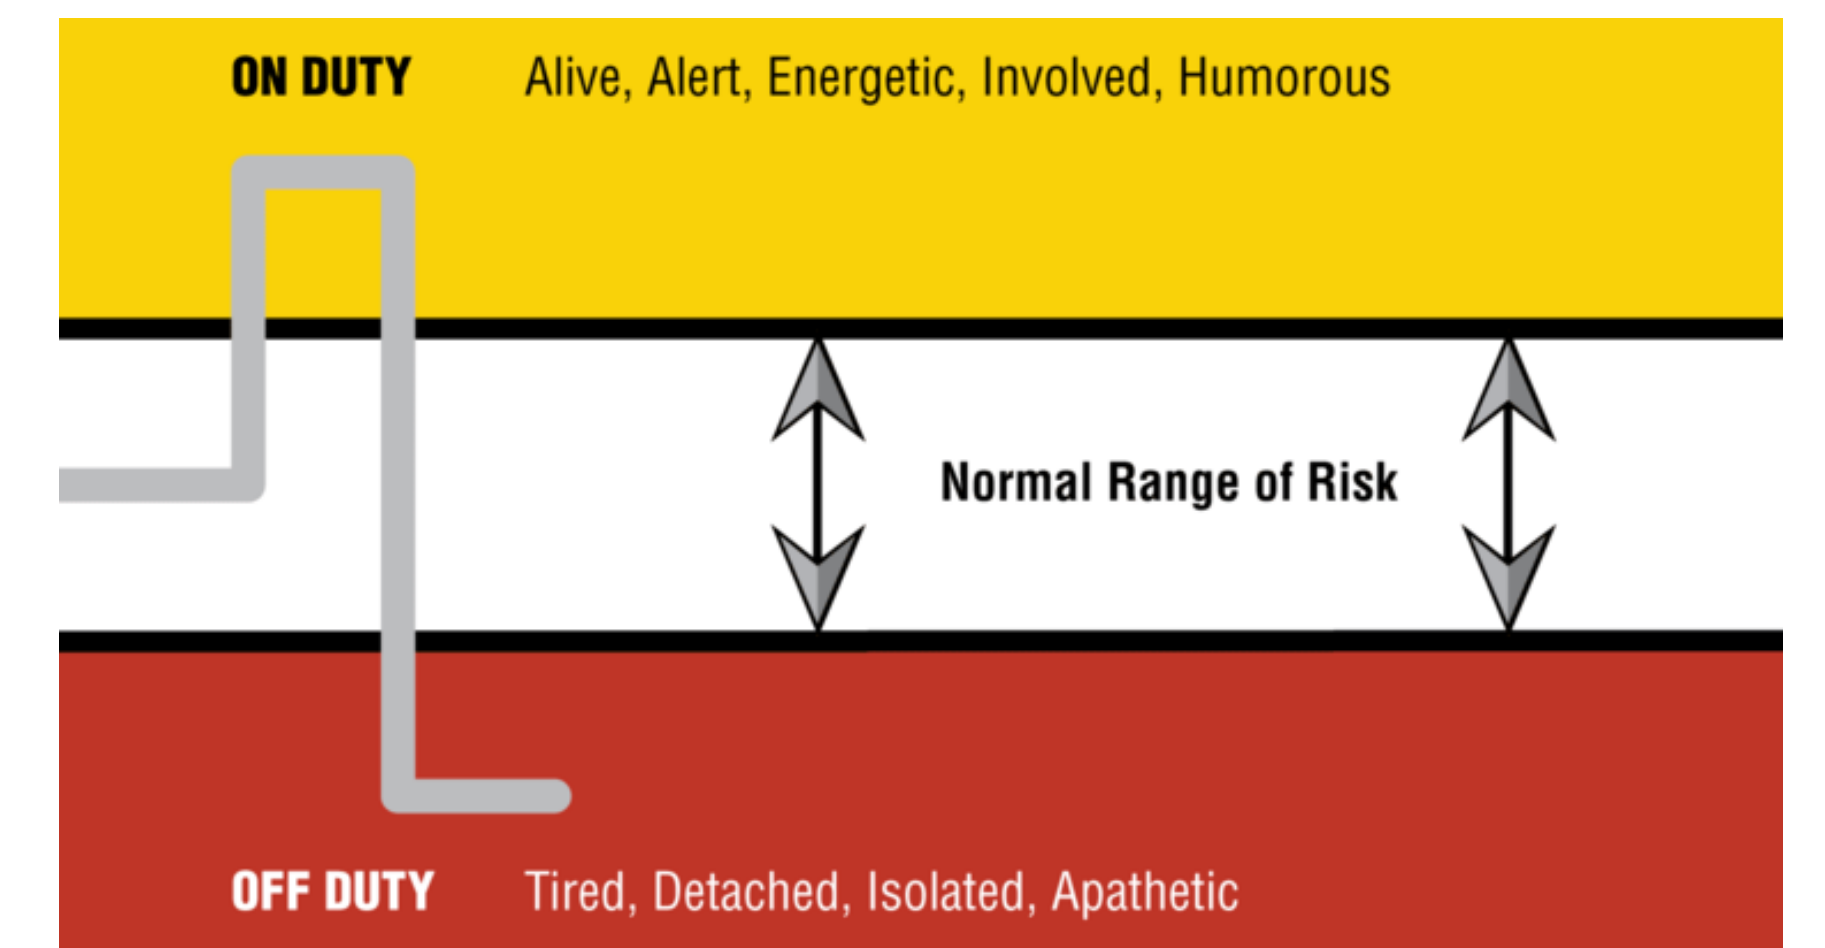 ON DUTY Alive, Alert, Energetic, Involved, Humorous
Normal Range of Risk
OFF DUTY Tired, Detached, Isolated, Apathetic